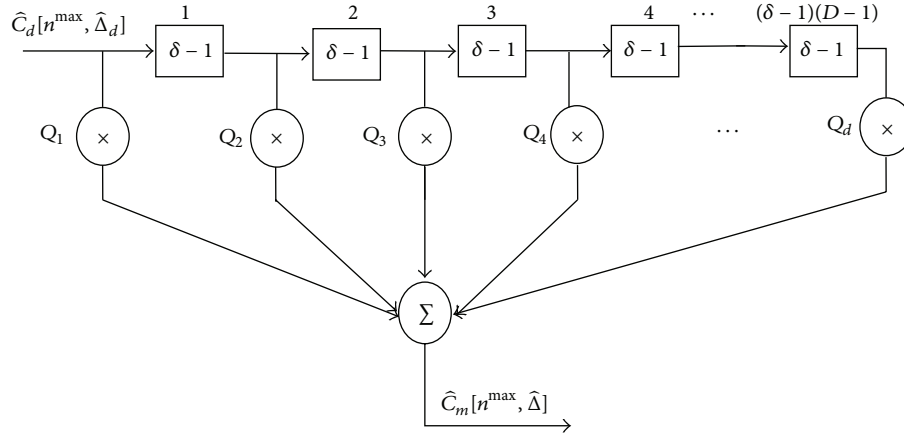 Ĉ_d[n^max, Δ̂_d]
1
2
3
4
⋯
(δ−1)(D−1)
δ−1
δ−1
δ−1
δ−1
δ−1
Q_1
×
Q_2
×
Q_3
×
Q_4
×
⋯
Q_d
×
∑
Ĉ_m[n^max, Δ̂]